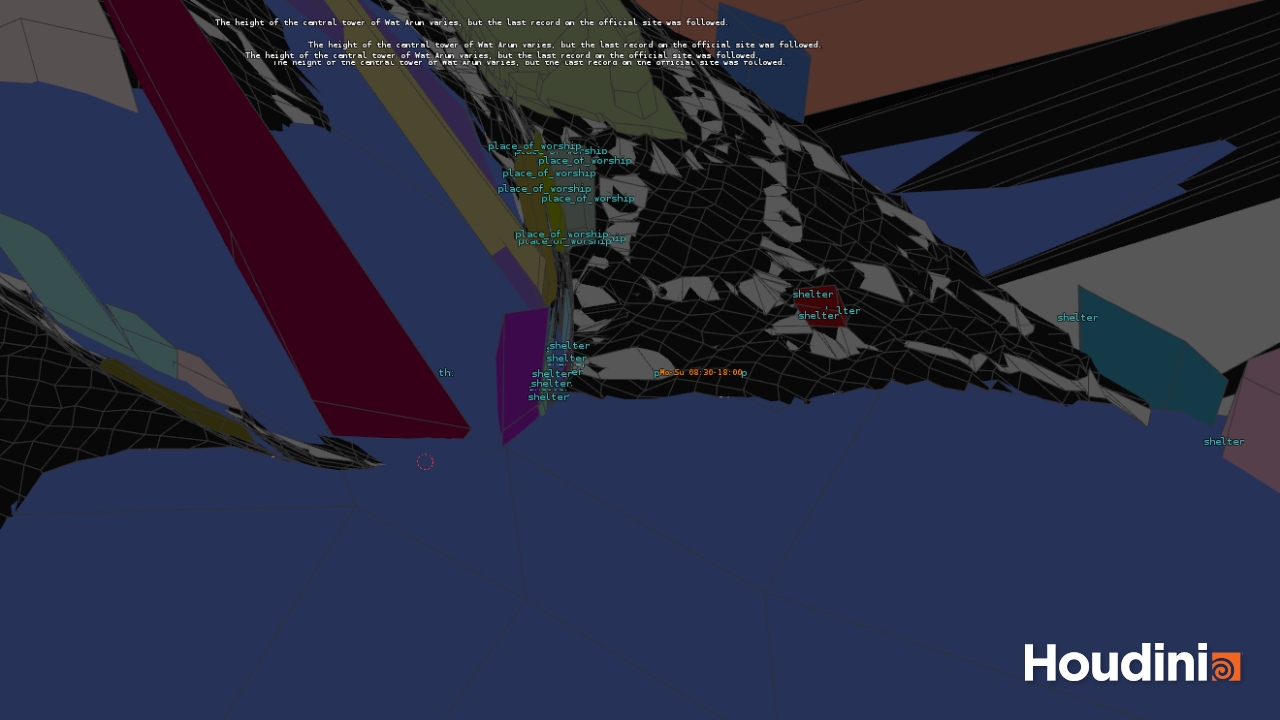 The height of the central tower of Wat Arun varies, but the last record on the official site was followed.
The height of the central tower of Wat Arun varies, but the last record on the official site was followed.
The height of the central tower of Wat Arun varies, but the last record on the official site was followed.
The height of the central tower of Wat Arun varies, but the last record on the official site was followed.
place_of_worship
place_of_worship
place_of_worship
place_of_worship
place_of_worship
place_of_worship
place_of_worship
place_of_worship
shelter
shelter
shelter
shelter
shelter
shelter
th:
shelter
Mo-Su 08:30-18:00
shelter
shelter
shelter
Houdini